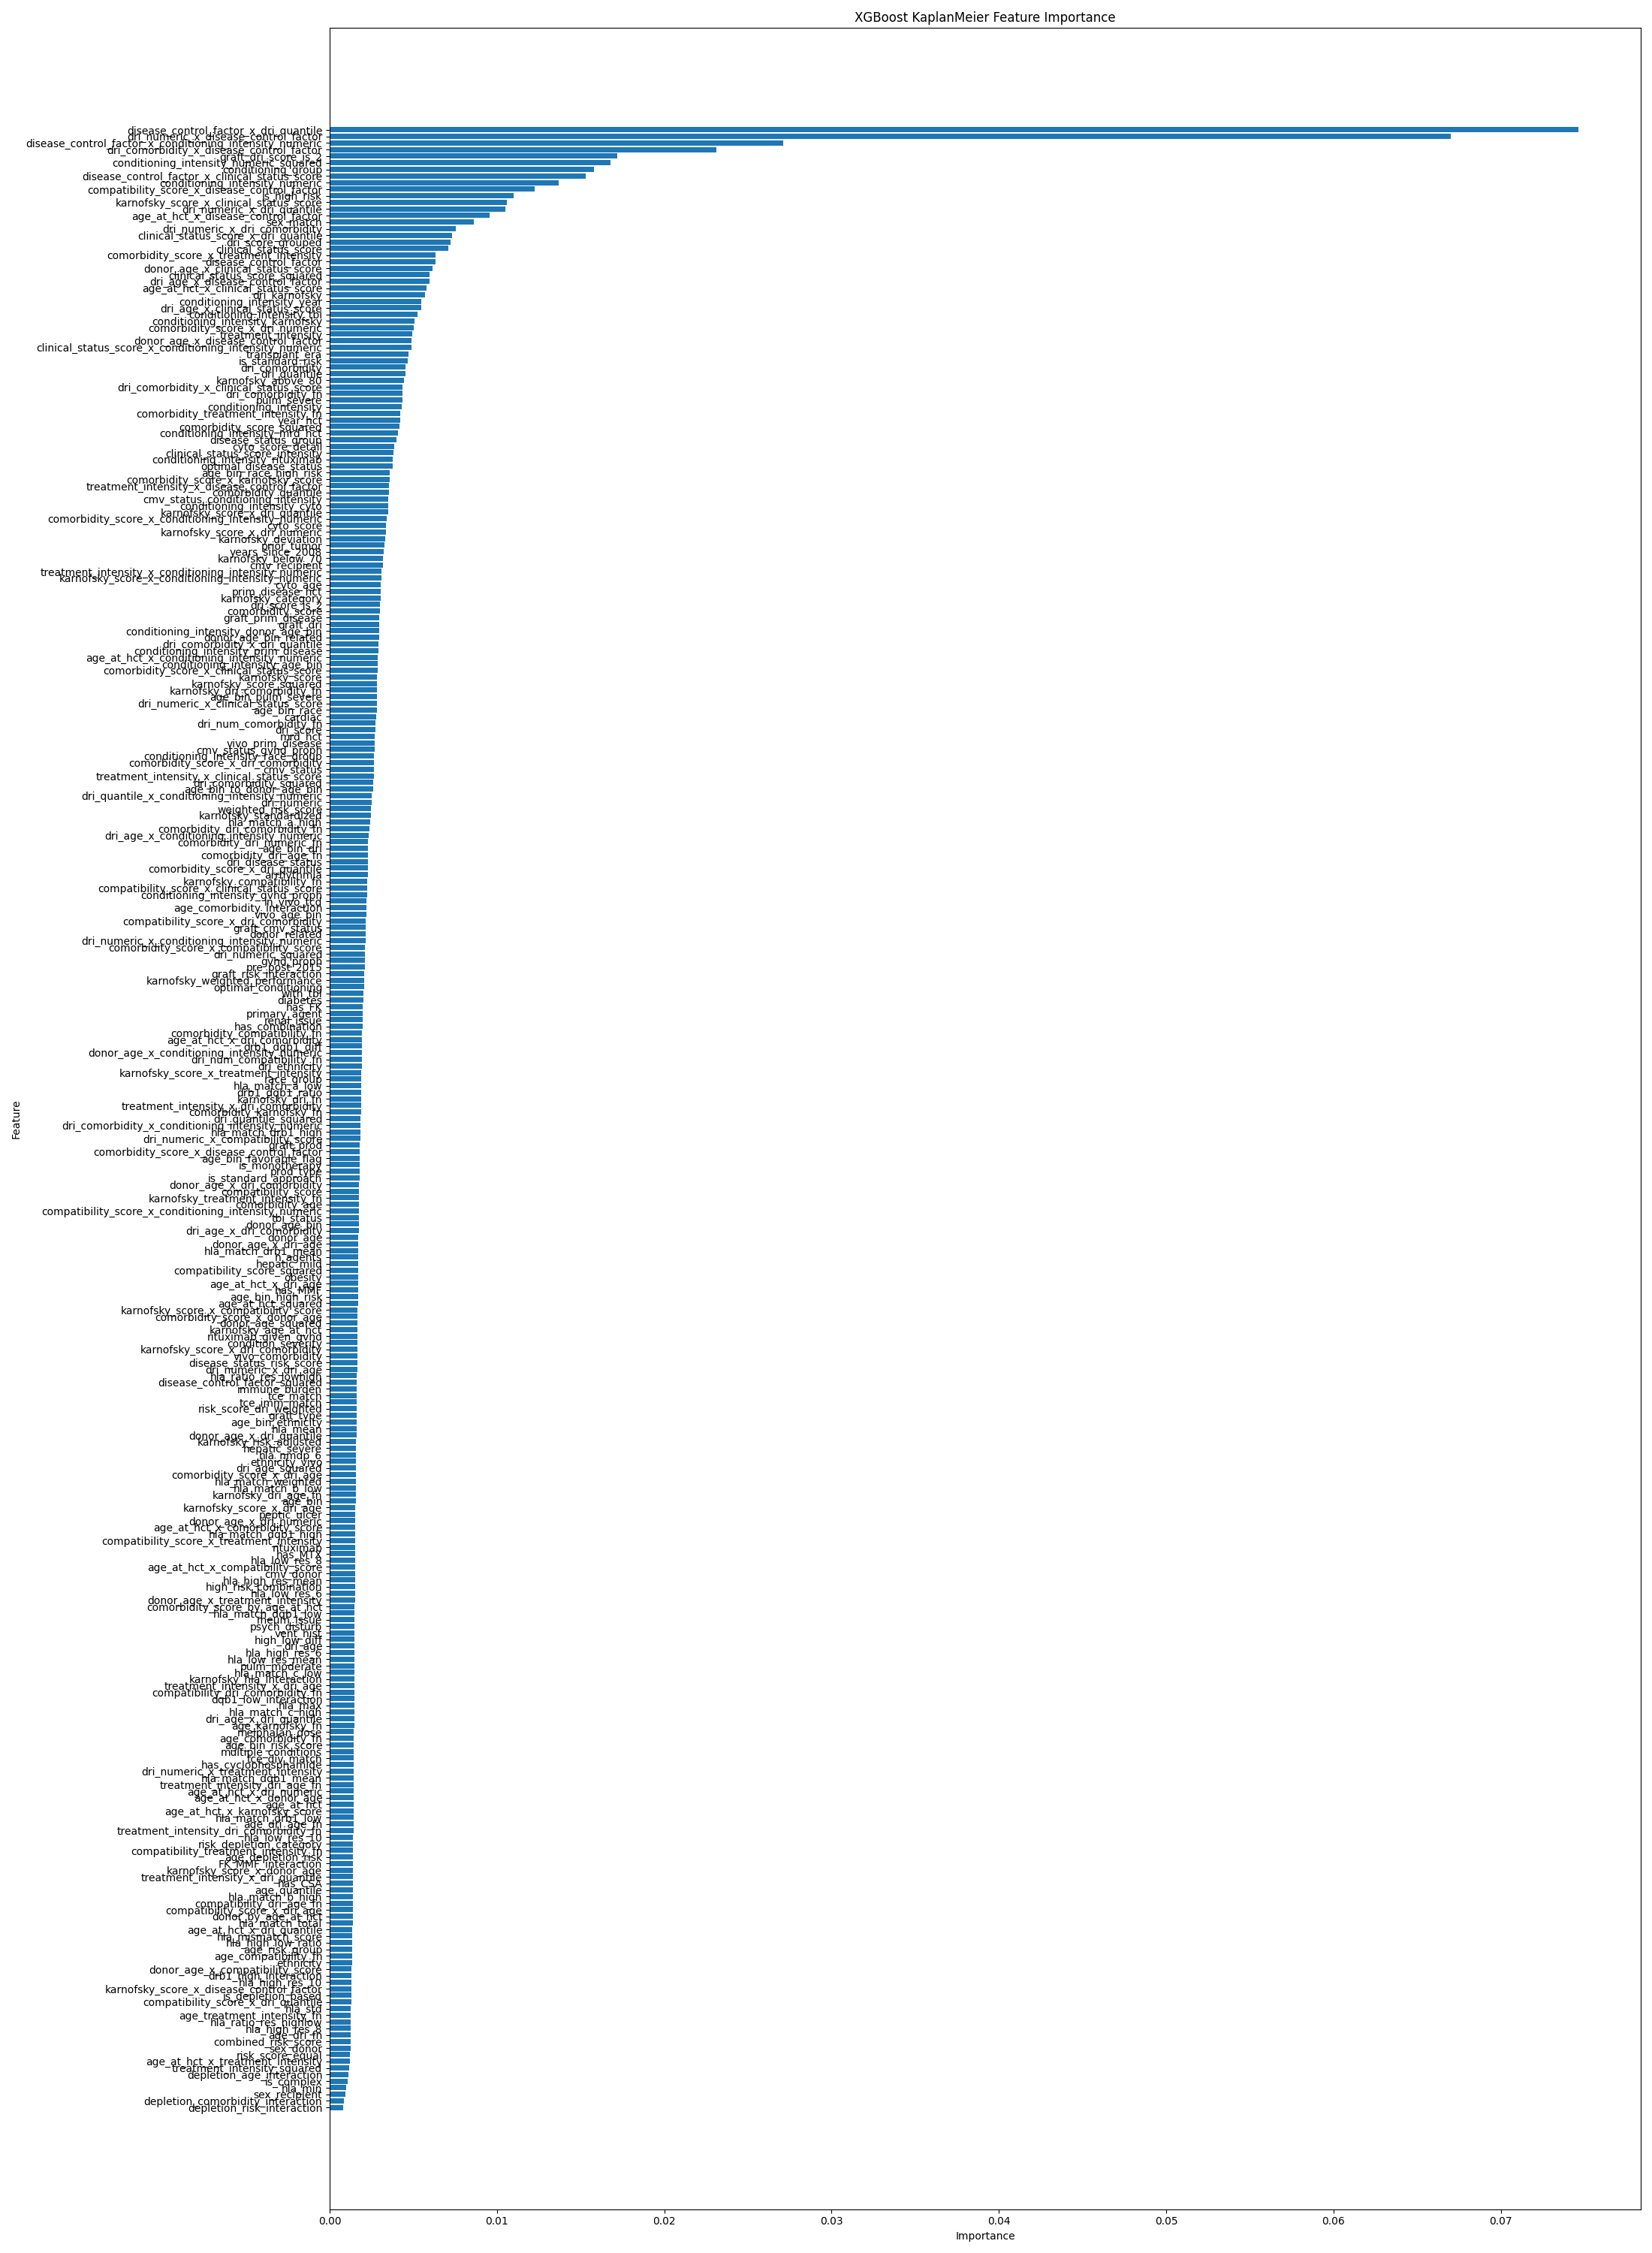 XGBoost KaplanMeier Feature Importance
disease_control_factor_x_dri_quantile
dri_numeric_x_disease_control_factor
disease_control_factor_x_conditioning_intensity_numeric
dri_comorbidity_x_disease_control_factor
graft_dri_score_is_2
conditioning_intensity_numeric_squared
conditioning_group
disease_control_factor_x_clinical_status_score
conditioning_intensity_numeric
compatibility_score_x_disease_control_factor
is_high_risk
karnofsky_score_x_clinical_status_score
dri_numeric_x_dri_quantile
age_at_hct_x_disease_control_factor
sex_match
dri_numeric_x_dri_comorbidity
clinical_status_score_x_dri_quantile
dri_score_grouped
clinical_status_score
comorbidity_score_x_treatment_intensity
disease_control_factor
donor_age_x_clinical_status_score
clinical_status_score_squared
dri_age_x_disease_control_factor
age_at_hct_x_clinical_status_score
dri_karnofsky
conditioning_intensity_year
dri_age_x_clinical_status_score
conditioning_intensity_tbi
conditioning_intensity_karnofsky
comorbidity_score_x_dri_numeric
treatment_intensity
donor_age_x_disease_control_factor
clinical_status_score_x_conditioning_intensity_numeric
transplant_era
is_standard_risk
dri_comorbidity
dri_quantile
karnofsky_above_80
dri_comorbidity_x_clinical_status_score
dri_comorbidity_fn
pulm_severe
conditioning_intensity
comorbidity_treatment_intensity_fn
year_hct
comorbidity_score_squared
conditioning_intensity_mrd_hct
disease_status_group
cyto_score_detail
clinical_status_score_intensity
conditioning_intensity_rituximab
optimal_disease_status
age_bin_race_high_risk
comorbidity_score_x_karnofsky_score
treatment_intensity_x_disease_control_factor
comorbidity_quantile
cmv_status_conditioning_intensity
conditioning_intensity_cyto
karnofsky_score_x_dri_quantile
comorbidity_score_x_conditioning_intensity_numeric
cyto_score
karnofsky_score_x_dri_numeric
karnofsky_deviation
prior_tumor
years_since_2008
karnofsky_below_70
cmv_recipient
treatment_intensity_x_conditioning_intensity_numeric
karnofsky_score_x_conditioning_intensity_numeric
cyto_age
prim_disease_hct
karnofsky_category
dri_score_is_2
comorbidity_score
graft_prim_disease
graft_dri
conditioning_intensity_donor_age_bin
donor_age_bin_related
dri_comorbidity_x_dri_quantile
conditioning_intensity_prim_disease
age_at_hct_x_conditioning_intensity_numeric
conditioning_intensity_age_bin
comorbidity_score_x_clinical_status_score
karnofsky_score
karnofsky_score_squared
karnofsky_dri_comorbidity_fn
age_bin_pulm_severe
dri_numeric_x_clinical_status_score
age_bin_race
cardiac
dri_num_comorbidity_fn
dri_score
mrd_hct
vivo_prim_disease
cmv_status_gvhd_proph
conditioning_intensity_race_group
comorbidity_score_x_dri_comorbidity
cmv_status
treatment_intensity_x_clinical_status_score
dri_comorbidity_squared
age_bin_to_donor_age_bin
dri_quantile_x_conditioning_intensity_numeric
dri_numeric
weighted_risk_score
karnofsky_standardized
hla_match_a_high
comorbidity_dri_comorbidity_fn
dri_age_x_conditioning_intensity_numeric
comorbidity_dri_numeric_fn
age_bin_dri
comorbidity_dri_age_fn
dri_disease_status
comorbidity_score_x_dri_quantile
arrhythmia
karnofsky_compatibility_fn
compatibility_score_x_clinical_status_score
conditioning_intensity_gvhd_proph
in_vivo_tcd
age_comorbidity_interaction
vivo_age_bin
compatibility_score_x_dri_comorbidity
graft_cmv_status
donor_related
dri_numeric_x_conditioning_intensity_numeric
comorbidity_score_x_compatibility_score
dri_numeric_squared
gvhd_proph
pre_post_2015
graft_risk_interaction
karnofsky_weighted_performance
optimal_conditioning
with_tbi
diabetes
has_FK
primary_agent
renal_issue
has_combination
comorbidity_compatibility_fn
age_at_hct_x_dri_comorbidity
drb1_dqb1_diff
donor_age_x_conditioning_intensity_numeric
dri_num_compatibility_fn
dri_ethnicity
karnofsky_score_x_treatment_intensity
race_group
hla_match_a_low
drb1_dqb1_ratio
karnofsky_dri_fn
treatment_intensity_x_dri_comorbidity
comorbidity_karnofsky_fn
dri_quantile_squared
dri_comorbidity_x_conditioning_intensity_numeric
hla_match_drb1_high
dri_numeric_x_compatibility_score
graft_prod
comorbidity_score_x_disease_control_factor
age_bin_favorable_flag
is_monotherapy
prod_type
is_standard_approach
donor_age_x_dri_comorbidity
compatibility_score
karnofsky_treatment_intensity_fn
comorbidity_age
compatibility_score_x_conditioning_intensity_numeric
tbi_status
donor_age_bin
dri_age_x_dri_comorbidity
donor_age
donor_age_x_dri_age
hla_match_drb1_mean
n_agents
hepatic_mild
compatibility_score_squared
obesity
age_at_hct_x_dri_age
has_MMF
age_bin_high_risk
age_at_hct_squared
karnofsky_score_x_compatibility_score
comorbidity_score_x_donor_age
donor_age_squared
karnofsky_age_at_hct
rituximab_given_gvhd
condition_severity
karnofsky_score_x_dri_comorbidity
vivo_comorbidity
disease_status_risk_score
dri_numeric_x_dri_age
hla_ratio_res_lowhigh
disease_control_factor_squared
immune_burden
tce_match
tce_imm_match
risk_score_dri_weighted
graft_type
age_bin_ethnicity
hla_mean
donor_age_x_dri_quantile
karnofsky_risk_adjusted
hepatic_severe
hla_nmdp_6
ethnicity_vivo
dri_age_squared
comorbidity_score_x_dri_age
hla_match_weighted
hla_match_b_low
karnofsky_dri_age_fn
age_bin
karnofsky_score_x_dri_age
peptic_ulcer
donor_age_x_dri_numeric
age_at_hct_x_comorbidity_score
hla_match_dqb1_high
compatibility_score_x_treatment_intensity
rituximab
has_MTX
hla_low_res_8
age_at_hct_x_compatibility_score
cmv_donor
hla_high_res_mean
high_risk_combination
hla_low_res_6
donor_age_x_treatment_intensity
comorbidity_score_by_age_at_hct
hla_match_dqb1_low
rheum_issue
psych_disturb
vent_hist
high_low_diff
dri_age
hla_high_res_6
hla_low_res_mean
pulm_moderate
hla_match_c_low
karnofsky_hla_interaction
treatment_intensity_x_dri_age
compatibility_dri_comorbidity_fn
dqb1_low_interaction
hla_max
hla_match_c_high
dri_age_x_dri_quantile
age_karnofsky_fn
melphalan_dose
age_comorbidity_fn
age_bin_risk_score
multiple_conditions
tce_div_match
has_cyclophosphamide
dri_numeric_x_treatment_intensity
hla_match_dqb1_mean
treatment_intensity_dri_age_fn
age_at_hct_x_dri_numeric
age_at_hct_x_donor_age
age_at_hct
age_at_hct_x_karnofsky_score
hla_match_drb1_low
age_dri_age_fn
treatment_intensity_dri_comorbidity_fn
hla_low_res_10
risk_depletion_category
compatibility_treatment_intensity_fn
age_depletion_risk
FK_MMF_interaction
karnofsky_score_x_donor_age
treatment_intensity_x_dri_quantile
has_CSA
age_quantile
hla_match_b_high
compatibility_dri_age_fn
compatibility_score_x_dri_age
donor_by_age_at_hct
hla_match_total
age_at_hct_x_dri_quantile
hla_mismatch_score
hla_high_low_ratio
age_risk_group
age_compatibility_fn
ethnicity
donor_age_x_compatibility_score
drb1_high_interaction
hla_high_res_10
karnofsky_score_x_disease_control_factor
is_depletion_based
compatibility_score_x_dri_quantile
hla_std
age_treatment_intensity_fn
hla_ratio_res_highlow
hla_high_res_8
age_dri_fn
combined_risk_score
sex_donor
risk_score_equal
age_at_hct_x_treatment_intensity
treatment_intensity_squared
depletion_age_interaction
is_complex
hla_min
sex_recipient
depletion_comorbidity_interaction
depletion_risk_interaction
Feature
0.00 0.01 0.02 0.03 0.04 0.05 0.06 0.07
Importance